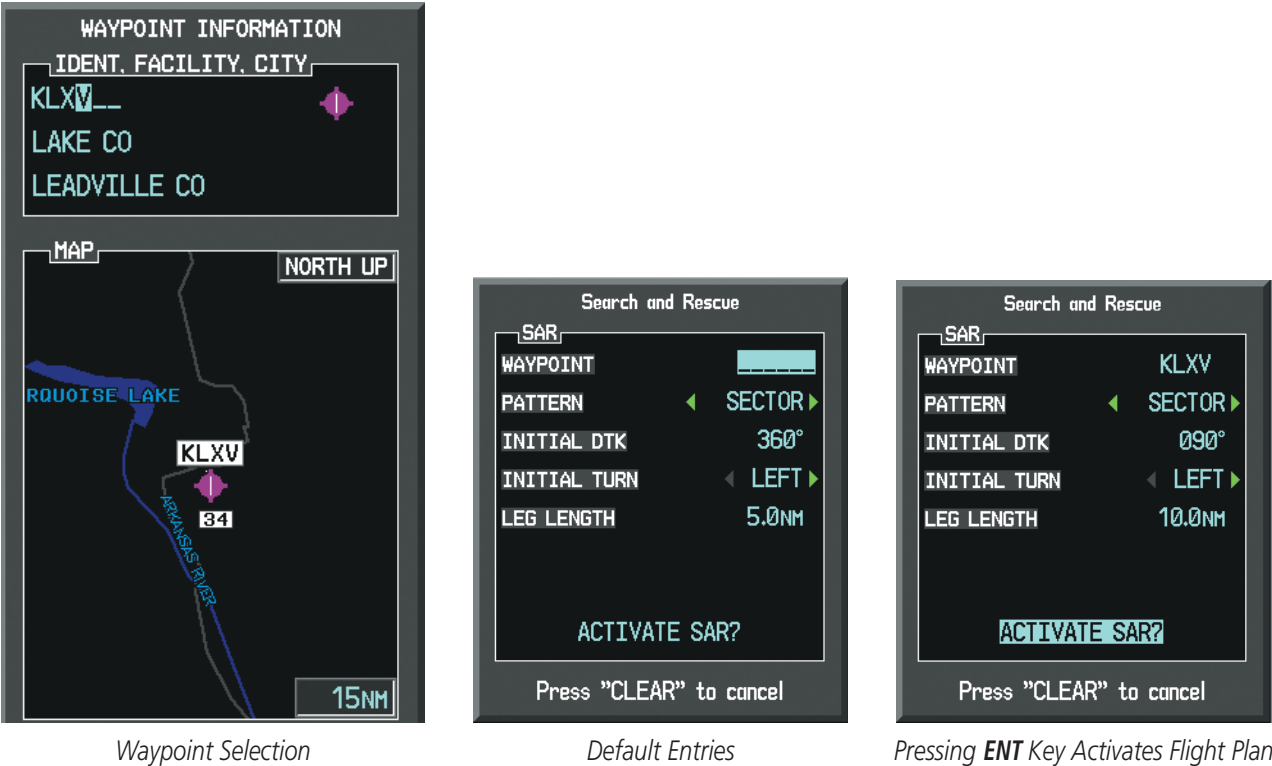 WAYPOINT INFORMATION
IDENT, FACILITY, CITY
KLXV__
LAKE CO
LEADVILLE CO
MAP
NORTH UP
RQUOISE LAKE
KLXV
34
ARKANSAS RIVER
15NM
Waypoint Selection
Search and Rescue
SAR
WAYPOINT ______
PATTERN SECTOR
INITIAL DTK 360°
INITIAL TURN LEFT
LEG LENGTH 5.0NM
ACTIVATE SAR?
Press "CLEAR" to cancel
Default Entries
Search and Rescue
SAR
WAYPOINT KLXV
PATTERN SECTOR
INITIAL DTK 090°
INITIAL TURN LEFT
LEG LENGTH 10.0NM
ACTIVATE SAR?
Press "CLEAR" to cancel
Pressing ENT Key Activates Flight Plan